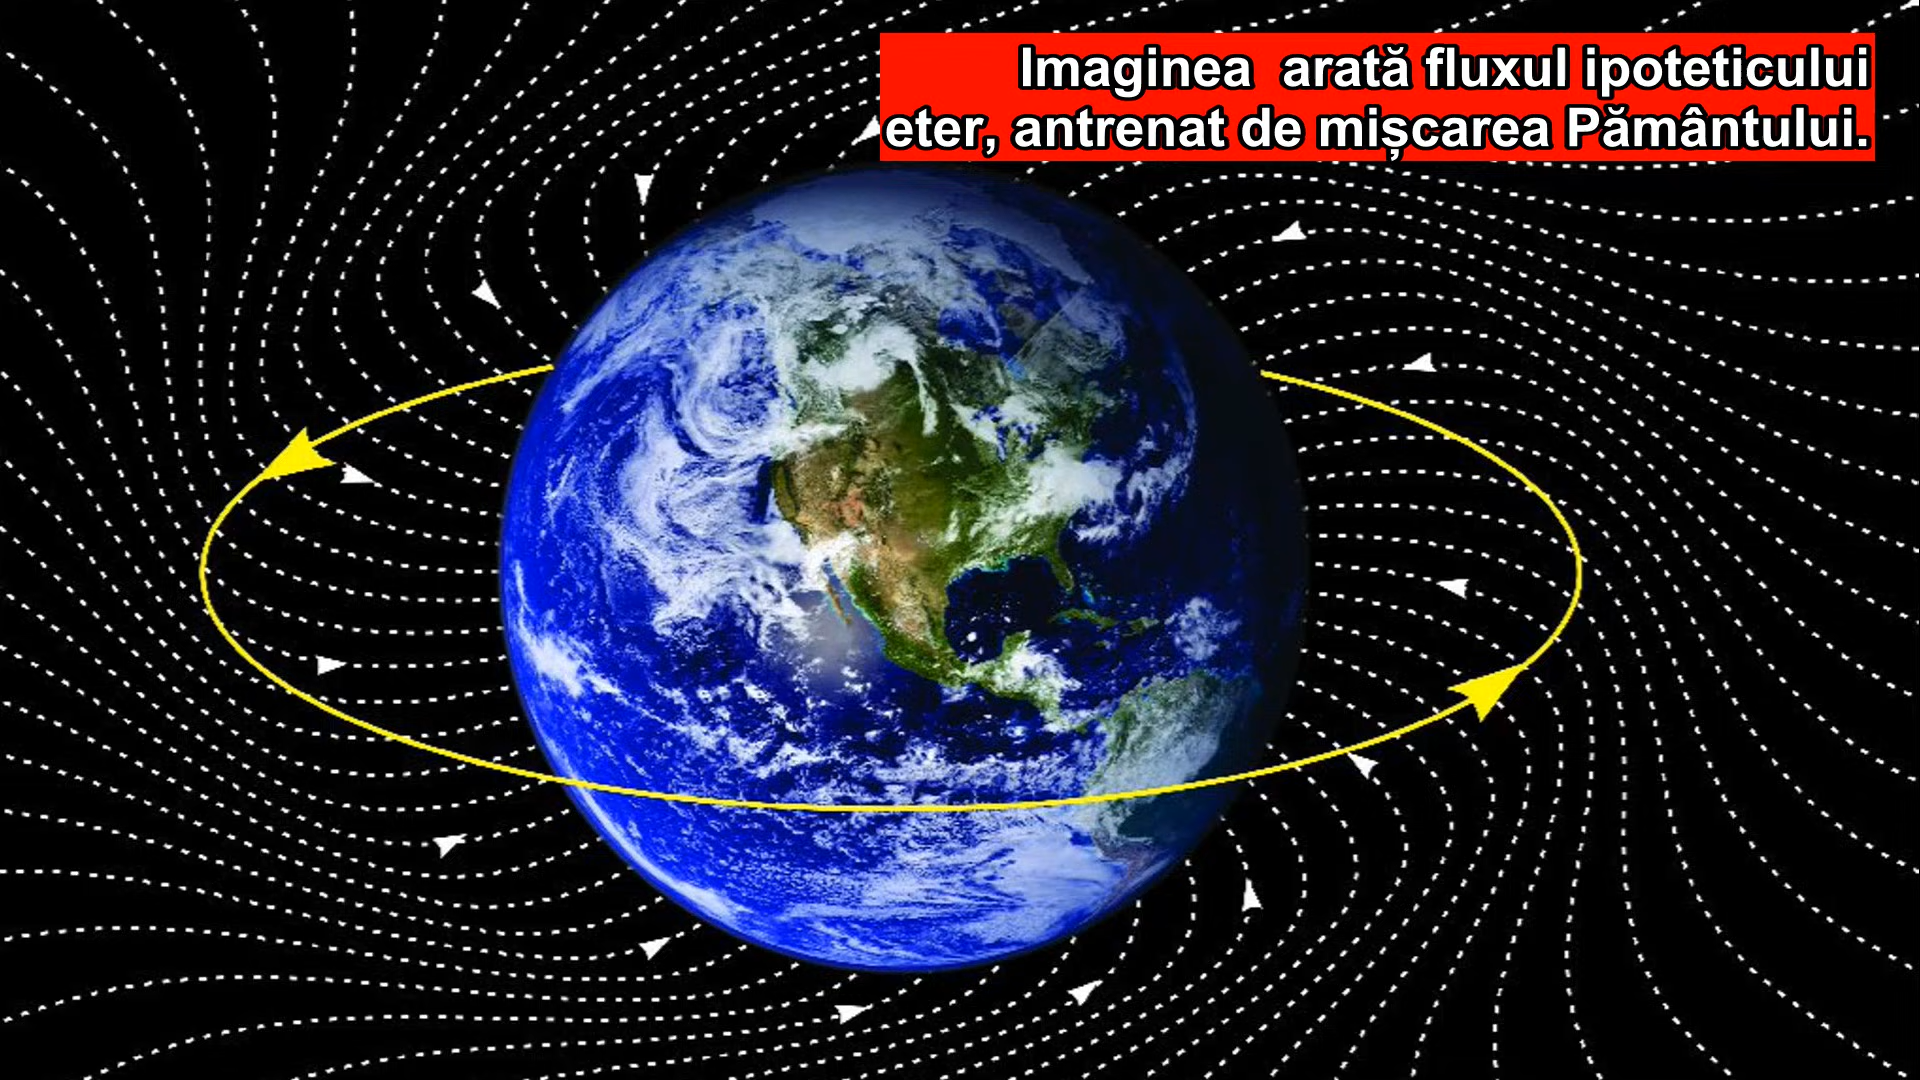 Imaginea  arată fluxul ipoteticului
eter, antrenat de mișcarea Pământului.